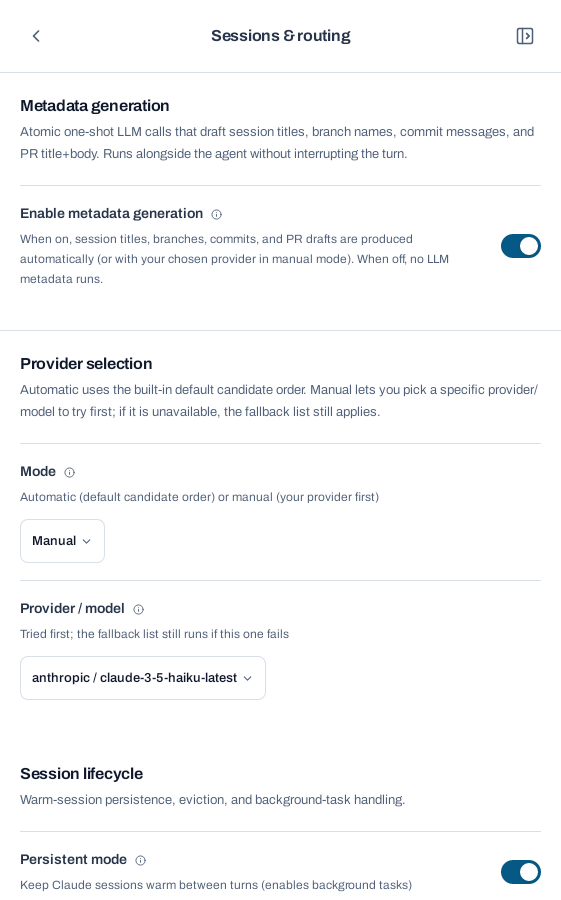 Sessions & routing
Metadata generation
Atomic one-shot LLM calls that draft session titles, branch names, commit messages, and
PR title+body. Runs alongside the agent without interrupting the turn.
Enable metadata generation
When on, session titles, branches, commits, and PR drafts are produced
automatically (or with your chosen provider in manual mode). When off, no LLM
metadata runs.
Provider selection
Automatic uses the built-in default candidate order. Manual lets you pick a specific provider/
model to try first; if it is unavailable, the fallback list still applies.
Mode
Automatic (default candidate order) or manual (your provider first)
Manual
Provider / model
Tried first; the fallback list still runs if this one fails
anthropic / claude-3-5-haiku-latest
Session lifecycle
Warm-session persistence, eviction, and background-task handling.
Persistent mode
Keep Claude sessions warm between turns (enables background tasks)